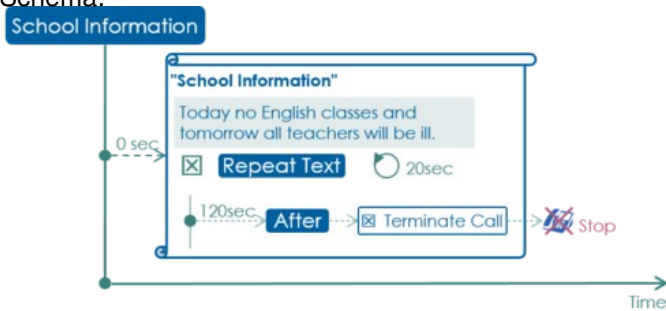 Schema:
School Information
"School Information"
Today no English classes and
tomorrow all teachers will be ill.
0 sec
Repeat Text 20sec
120sec After Terminate Call Stop
Time